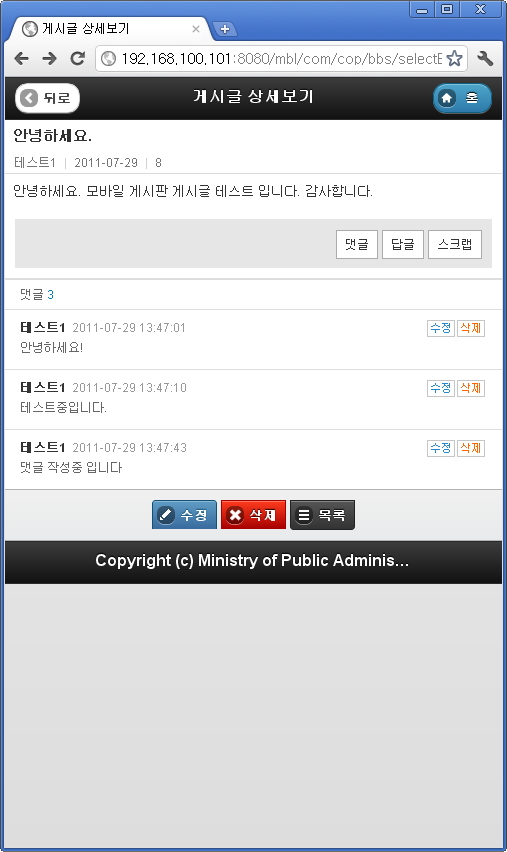 게시글 상세보기
192.168.100.101:8080/mbl/com/cop/bbs/selectB
뒤로 게시글 상세보기 홈
안녕하세요.
테스트1 | 2011-07-29 | 8
안녕하세요. 모바일 게시판 게시글 테스트 입니다. 감사합니다.
댓글 답글 스크랩
댓글 3
테스트1 2011-07-29 13:47:01 수정 삭제
안녕하세요!
테스트1 2011-07-29 13:47:10 수정 삭제
테스트중입니다.
테스트1 2011-07-29 13:47:43 수정 삭제
댓글 작성중 입니다
수정 삭제 목록
Copyright (c) Ministry of Public Adminis...